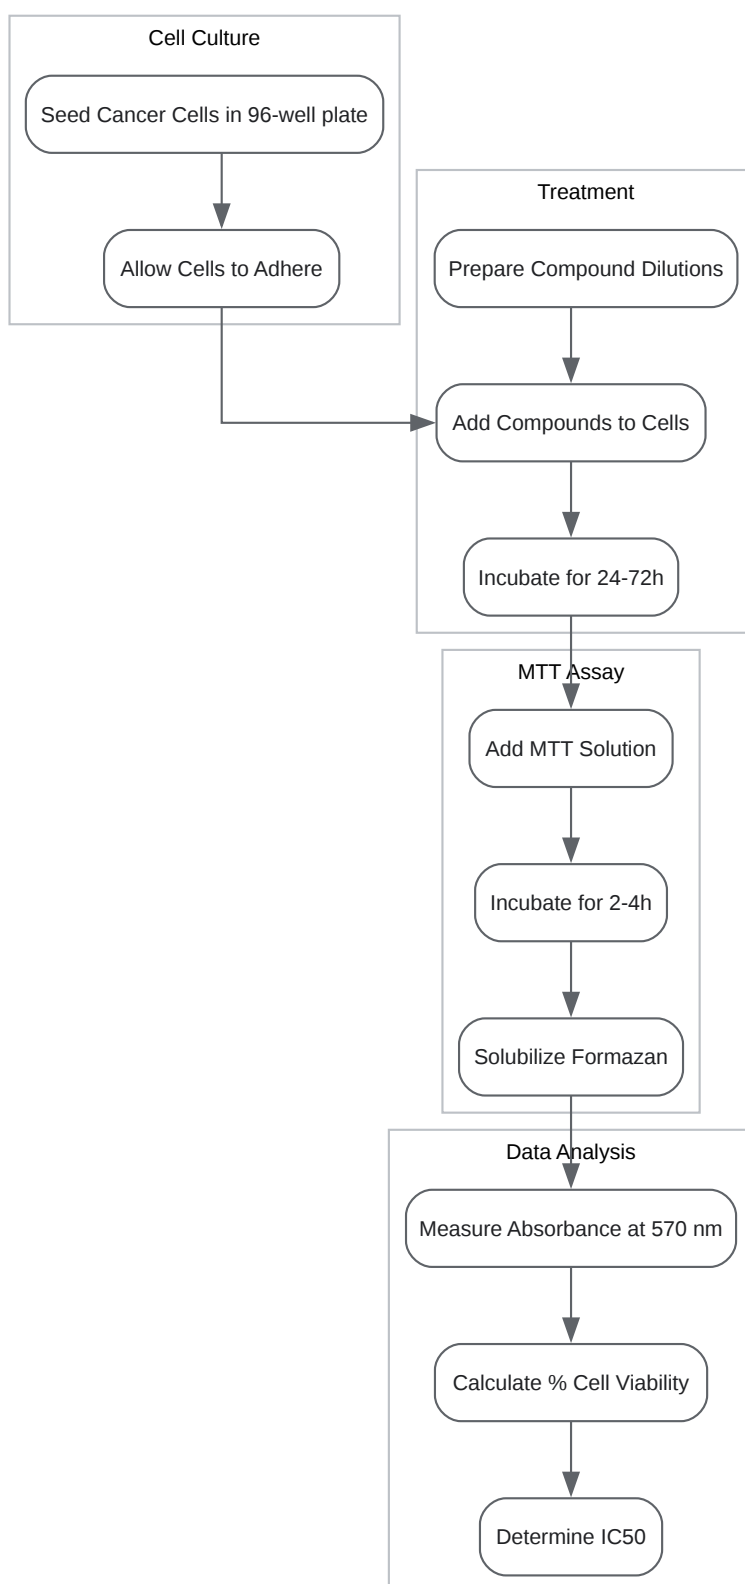 Cell Culture
Seed Cancer Cells in 96-well plate
Allow Cells to Adhere
Treatment
Prepare Compound Dilutions
Add Compounds to Cells
Incubate for 24-72h
MTT Assay
Add MTT Solution
Incubate for 2-4h
Solubilize Formazan
Data Analysis
Measure Absorbance at 570 nm
Calculate % Cell Viability
Determine IC50